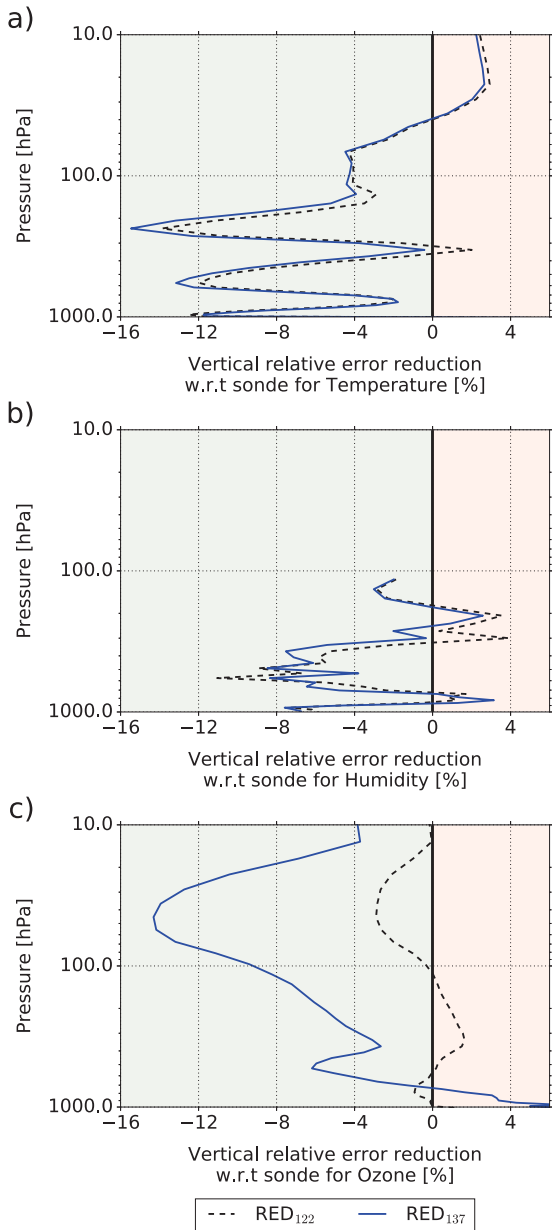 a)
10.0
100.0
1000.0
Pressure [hPa]
−16 −12 −8 −4 0 4
Vertical relative error reduction
w.r.t sonde for Temperature [%]
b)
10.0
100.0
1000.0
Pressure [hPa]
−16 −12 −8 −4 0 4
Vertical relative error reduction
w.r.t sonde for Humidity [%]
c)
10.0
100.0
1000.0
Pressure [hPa]
−16 −12 −8 −4 0 4
Vertical relative error reduction
w.r.t sonde for Ozone [%]
RED122 RED137